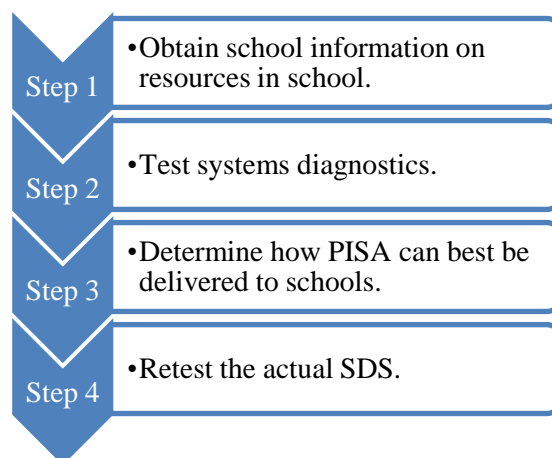 Step 1
•Obtain school information on
resources in school.
Step 2
•Test systems diagnostics.
Step 3
•Determine how PISA can best be
delivered to schools.
Step 4
•Retest the actual SDS.